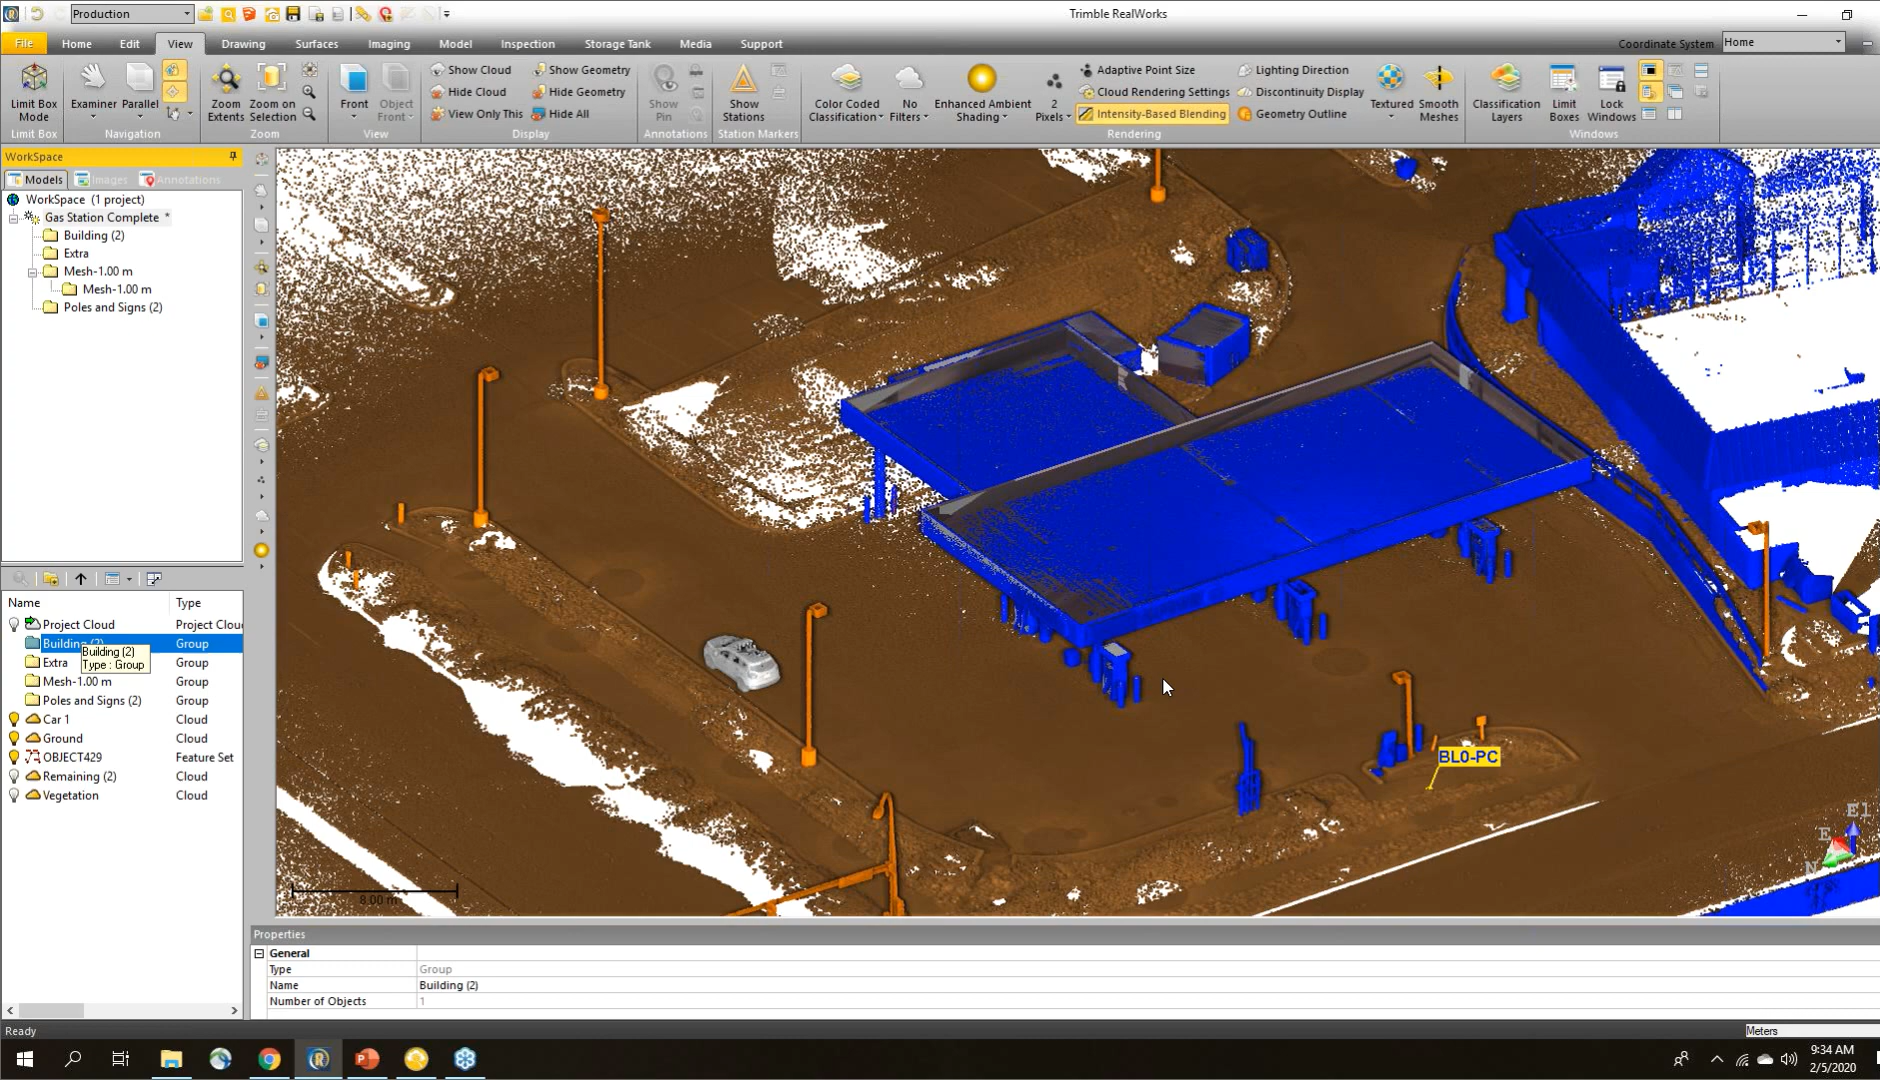 Production
Trimble RealWorks
File Home Edit View Drawing Surfaces Imaging Model Inspection Storage Tank Media Support
Coordinate System Home
Limit Box Mode
Examiner Parallel
Zoom Extents Zoom on Selection
Front Object Front
Show Cloud Show Geometry
Hide Cloud Hide Geometry
View Only This Hide All
Show Pin
Show Stations
Color Coded Classification No Filters Enhanced Ambient Shading 2 Pixels
Adaptive Point Size Lighting Direction
Cloud Rendering Settings Discontinuity Display
Intensity-Based Blending Geometry Outline
Textured Smooth Meshes
Classification Layers Limit Boxes Lock Windows
Limit Box Navigation Zoom View Display Annotations Station Markers Rendering Windows
WorkSpace
Models Images Annotations
WorkSpace (1 project)
Gas Station Complete *
Building (2)
Extra
Mesh-1.00 m
Mesh-1.00 m
Poles and Signs (2)
Name Type
Project Cloud Project Clou
Building (2) Group
Building (2)
Type : Group
Extra Group
Mesh-1.00 m Group
Poles and Signs (2) Group
Car 1 Cloud
Ground Cloud
OBJECT429 Feature Set
Remaining (2) Cloud
Vegetation Cloud
BL0-PC
El
E
N
8.00 m
Properties
General
Type Group
Name Building (2)
Number of Objects 1
Ready
Meters
9:34 AM
2/5/2020